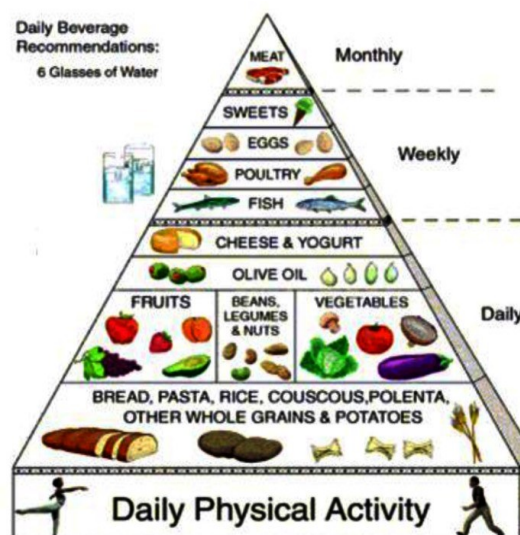 Daily Beverage
Recommendations:
6 Glasses of Water
MEAT
Monthly
SWEETS
EGGS
Weekly
POULTRY
FISH
CHEESE & YOGURT
OLIVE OIL
Daily
FRUITS
BEANS,
LEGUMES
& NUTS
VEGETABLES
BREAD, PASTA, RICE, COUSCOUS,POLENTA,
OTHER WHOLE GRAINS & POTATOES
Daily Physical Activity